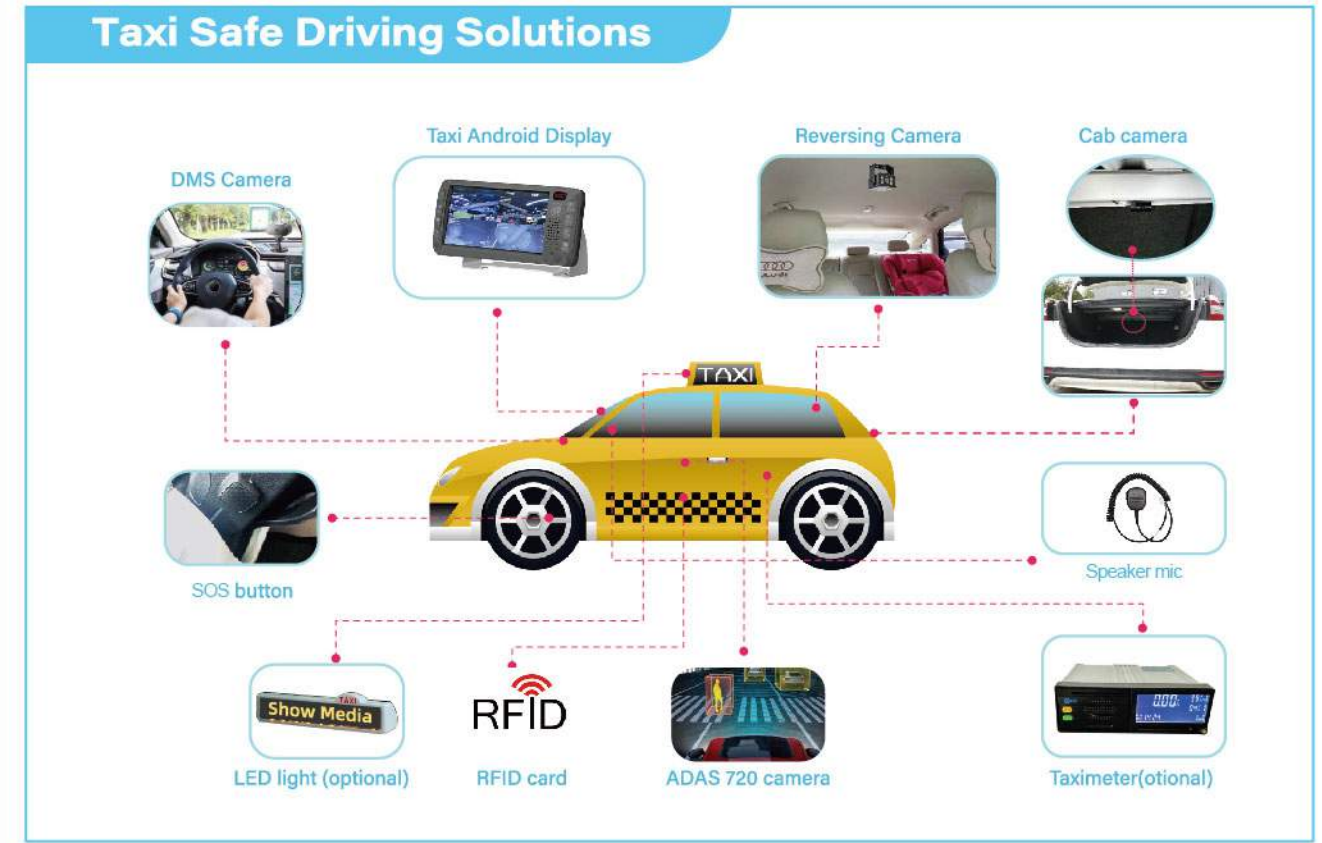 Taxi Safe Driving Solutions
Taxi Android Display
Reversing Camera
Cab camera
DMS Camera
TAXI
SOS button
Speaker mic
TAXI
Show Media
RFID
LED light (optional)
RFID card
ADAS 720 camera
Taximeter(otional)